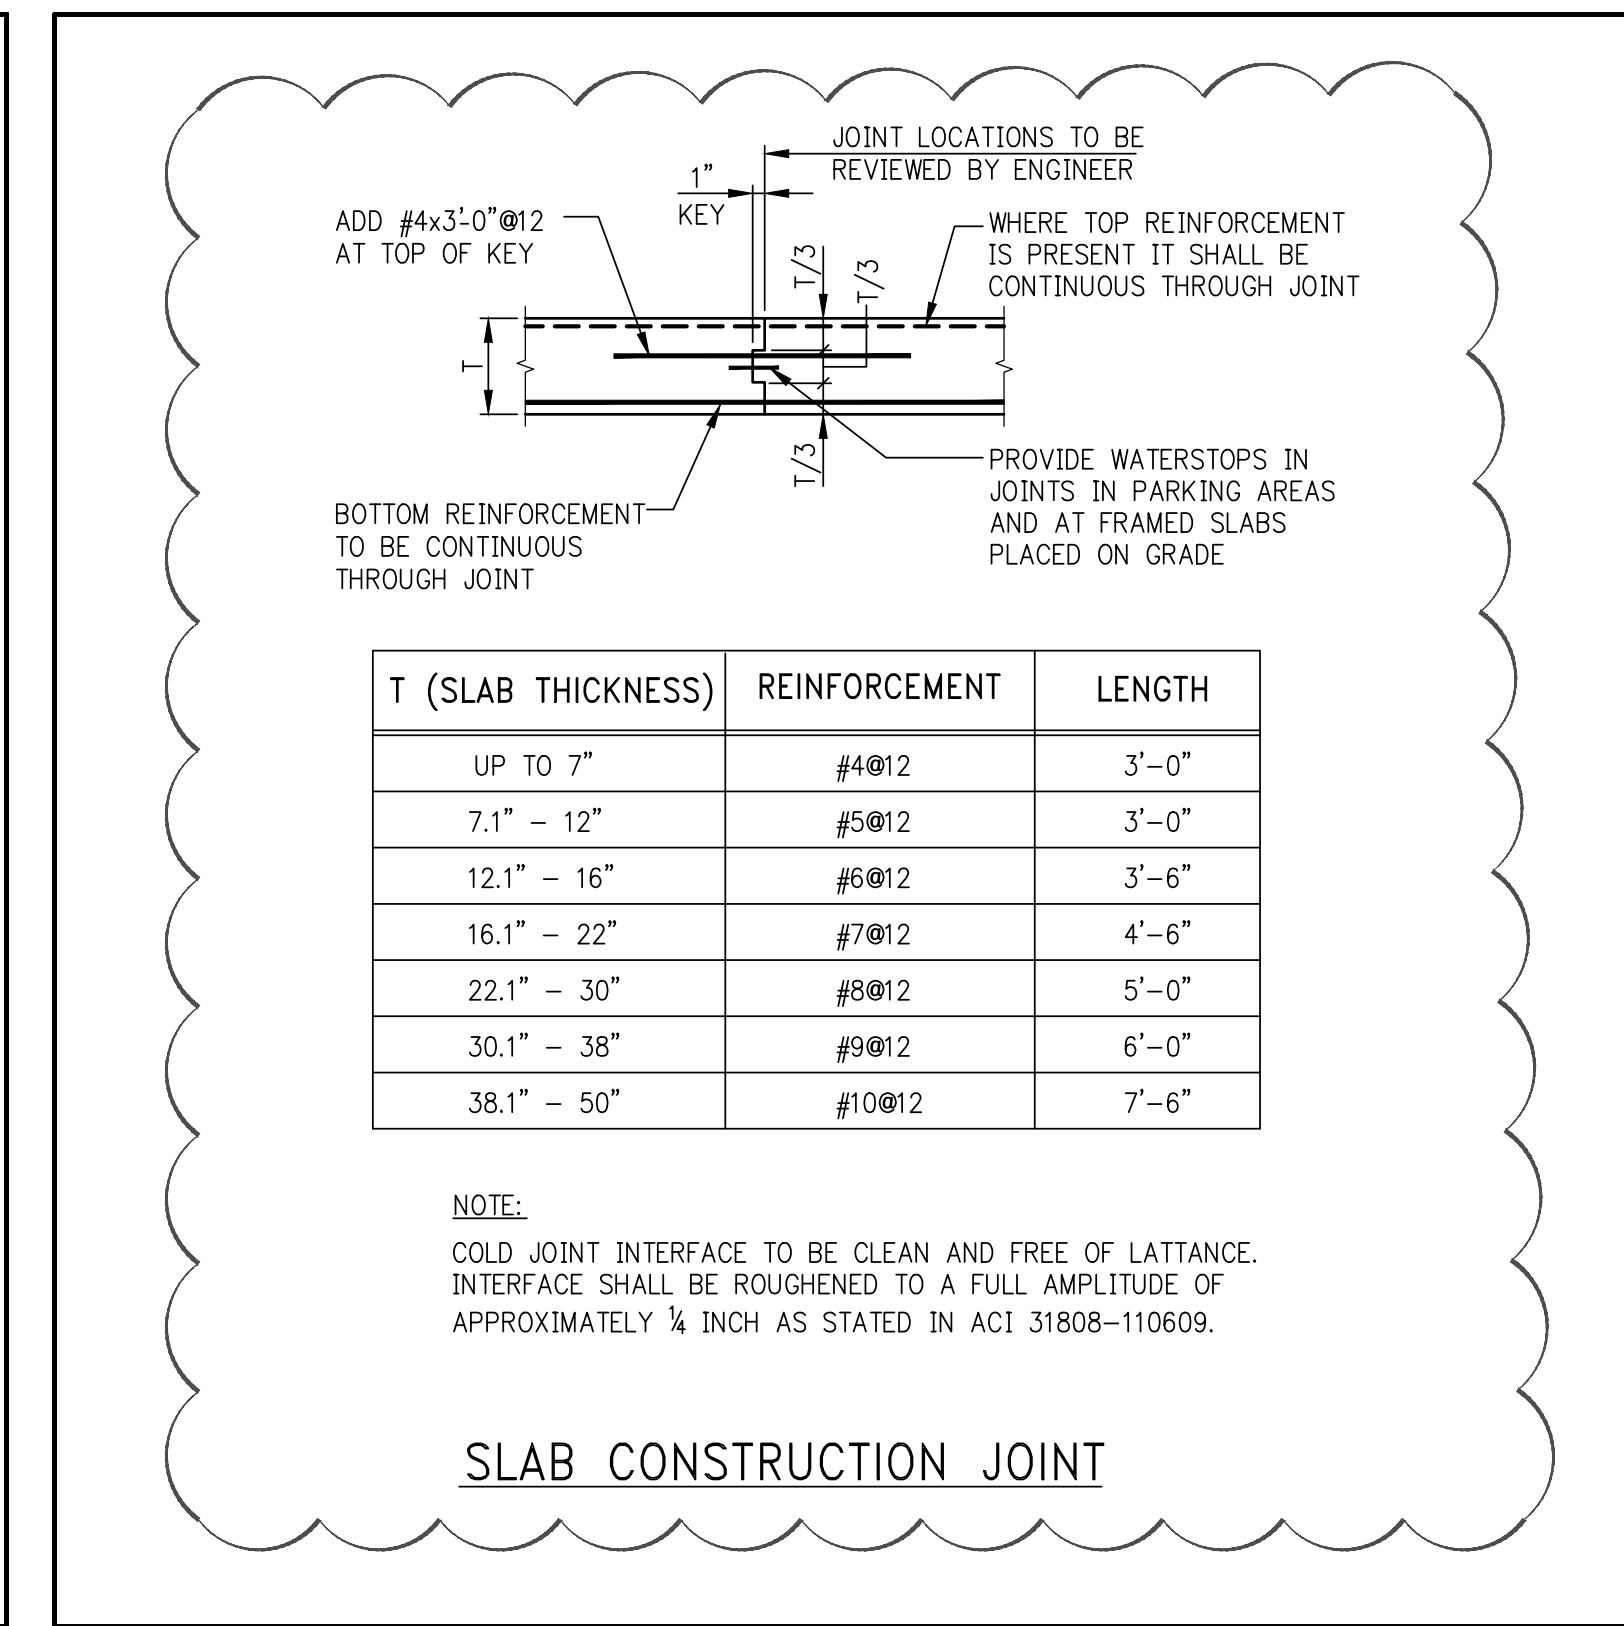 JOINT LOCATIONS TO BE
REVIEWED BY ENGINEER
1”
KEY
ADD #4x3'-0”@12
AT TOP OF KEY
WHERE TOP REINFORCEMENT
IS PRESENT IT SHALL BE
CONTINUOUS THROUGH JOINT
T/3
T/3
T
T/3
PROVIDE WATERSTOPS IN
JOINTS IN PARKING AREAS
AND AT FRAMED SLABS
PLACED ON GRADE
BOTTOM REINFORCEMENT
TO BE CONTINUOUS
THROUGH JOINT
T (SLAB THICKNESS) REINFORCEMENT LENGTH
UP TO 7” #4@12 3'-0”
7.1” – 12” #5@12 3'-0”
12.1” – 16” #6@12 3'-6”
16.1” – 22” #7@12 4'-6”
22.1” – 30” #8@12 5'-0”
30.1” – 38” #9@12 6'-0”
38.1” – 50” #10@12 7'-6”
NOTE:
COLD JOINT INTERFACE TO BE CLEAN AND FREE OF LATTANCE.
INTERFACE SHALL BE ROUGHENED TO A FULL AMPLITUDE OF
APPROXIMATELY ¼ INCH AS STATED IN ACI 31808-110609.
SLAB CONSTRUCTION JOINT